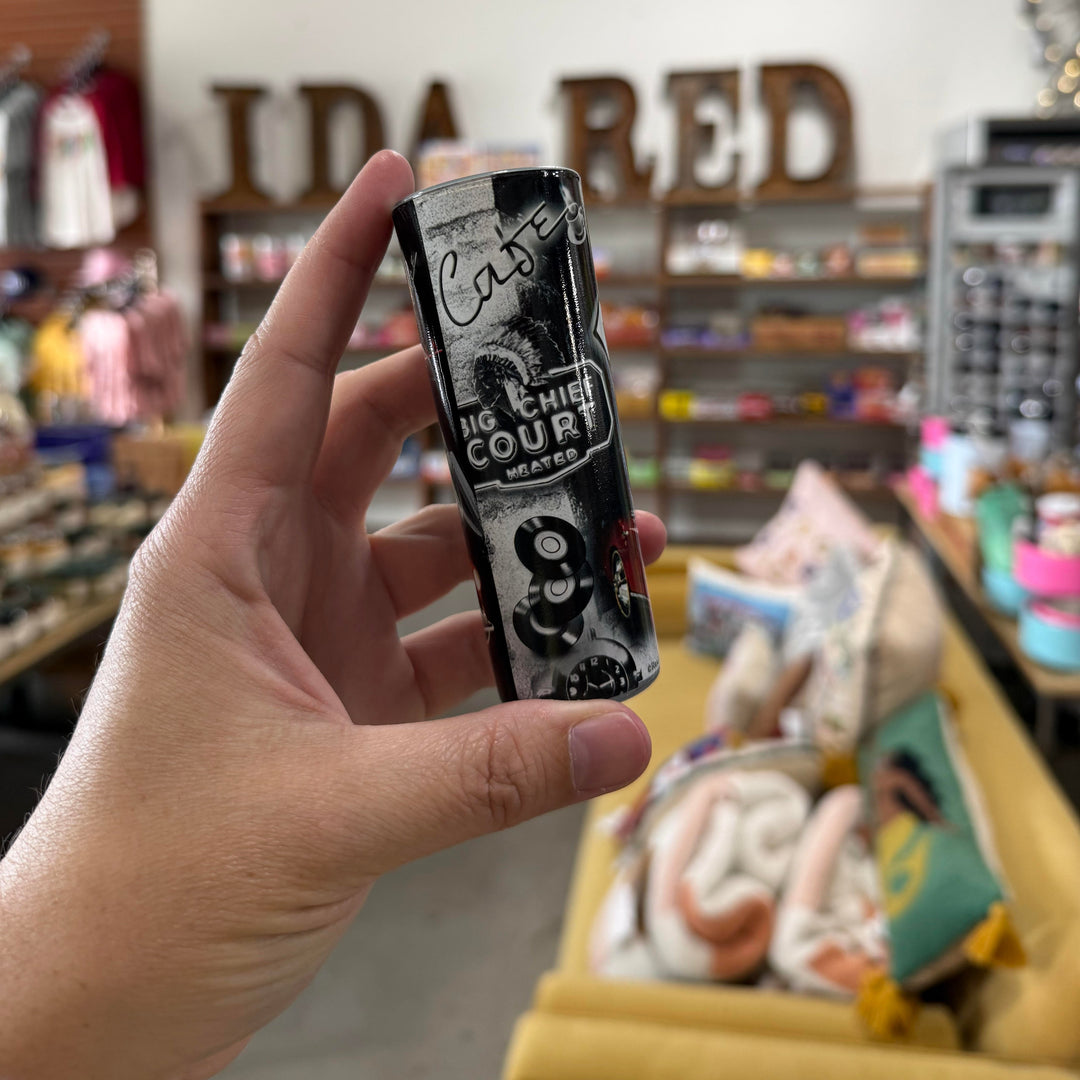 IDA RED
Cafe
BIG CHIEF
COURT
HEATED